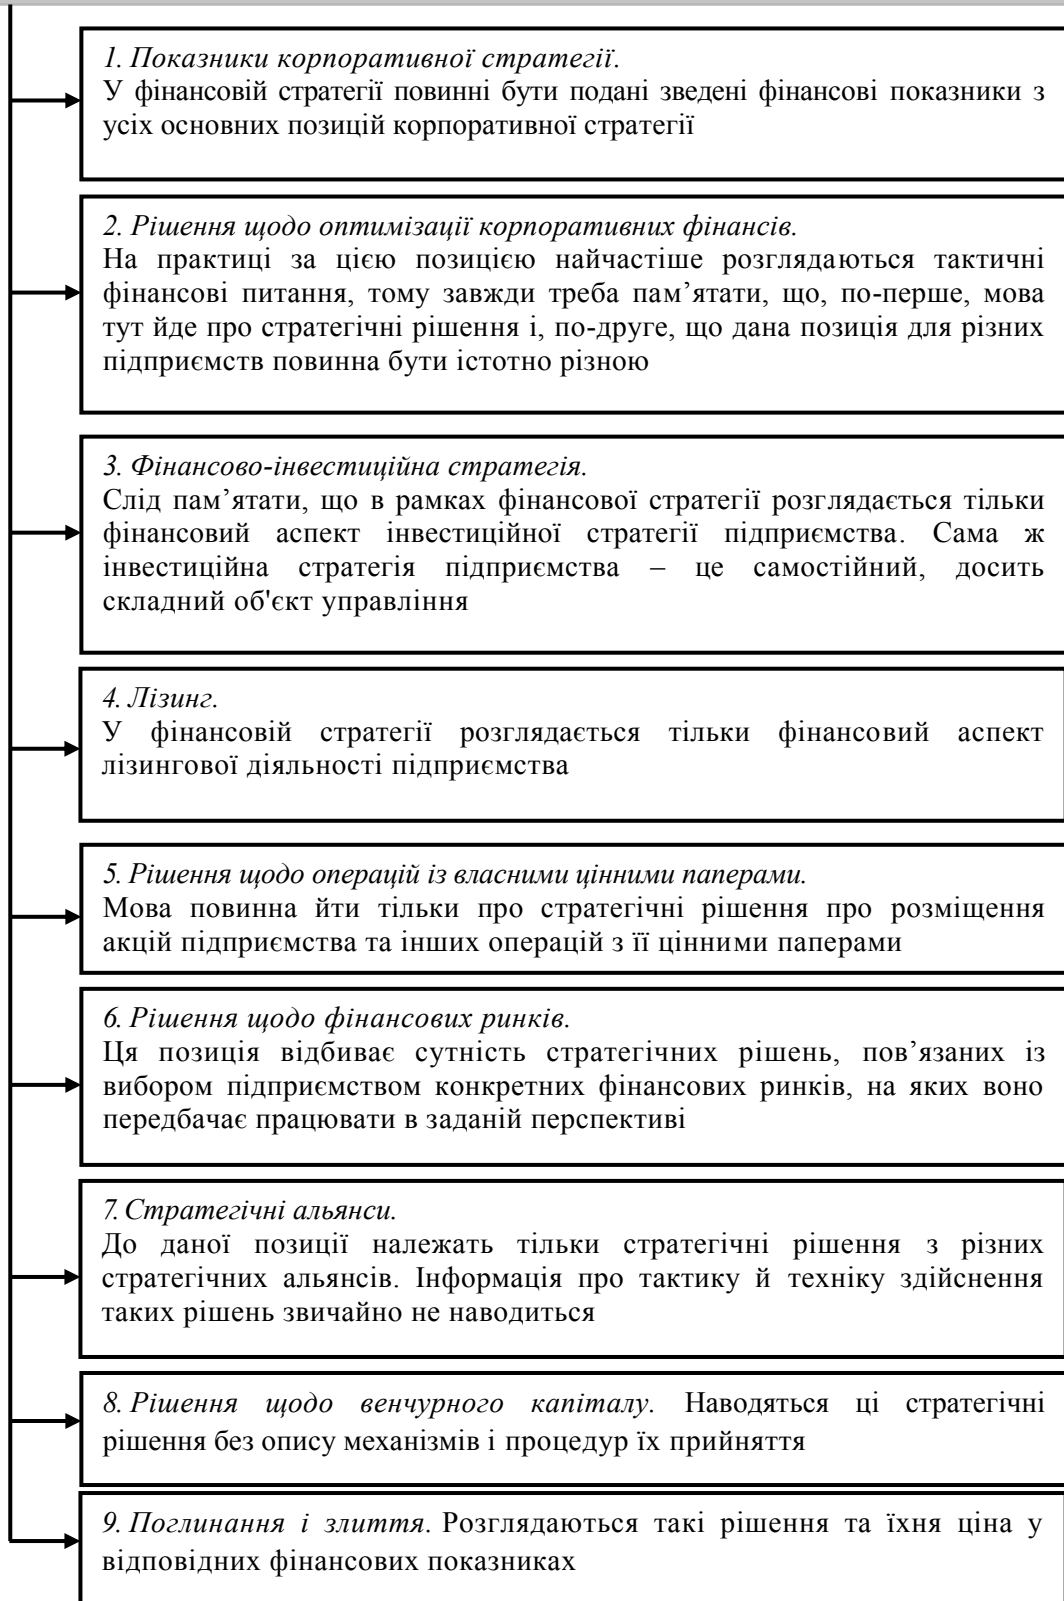 1. Показники корпоративної стратегії.
У фінансовій стратегії повинні бути подані зведені фінансові показники з
усіх основних позицій корпоративної стратегії
2. Рішення щодо оптимізації корпоративних фінансів.
На практиці за цією позицією найчастіше розглядаються тактичні
фінансові питання, тому завжди треба пам’ятати, що, по-перше, мова
тут йде про стратегічні рішення і, по-друге, що дана позиція для різних
підприємств повинна бути істотно різною
3. Фінансово-інвестиційна стратегія.
Слід пам’ятати, що в рамках фінансової стратегії розглядається тільки
фінансовий аспект інвестиційної стратегії підприємства. Сама ж
інвестиційна стратегія підприємства – це самостійний, досить
складний об'єкт управління
4. Лізинг.
У фінансовій стратегії розглядається тільки фінансовий аспект
лізингової діяльності підприємства
5. Рішення щодо операцій із власними цінними паперами.
Мова повинна йти тільки про стратегічні рішення про розміщення
акцій підприємства та інших операцій з її цінними паперами
6. Рішення щодо фінансових ринків.
Ця позиція відбиває сутність стратегічних рішень, пов’язаних із
вибором підприємством конкретних фінансових ринків, на яких воно
передбачає працювати в заданій перспективі
7. Стратегічні альянси.
До даної позиції належать тільки стратегічні рішення з різних
стратегічних альянсів. Інформація про тактику й техніку здійснення
таких рішень звичайно не наводиться
8. Рішення щодо венчурного капіталу. Наводяться ці стратегічні
рішення без опису механізмів і процедур їх прийняття
9. Поглинання і злиття. Розглядаються такі рішення та їхня ціна у
відповідних фінансових показниках